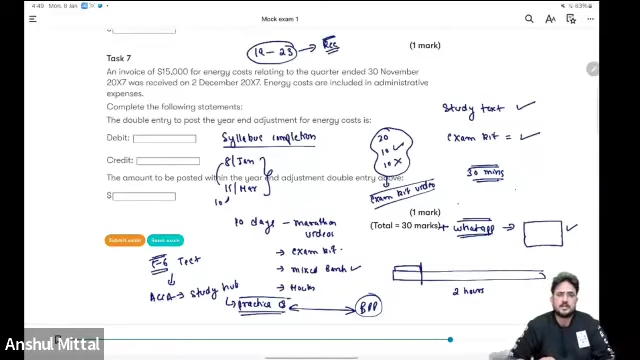 4:49 Mon, 8 Jan
63%
Mock exam 1
AA
$
19 – 23 → Rec
(1 mark)
Task 7
An invoice of $15,000 for energy costs relating to the quarter ended 30 November
20X7 was received on 2 December 20X7. Energy costs are included in administrative
expenses.
Complete the following statements:
The double entry to post the year end adjustment for energy costs is:
Debit:
Credit:
The amount to be posted within the year end adjustment double entry above:
$
(1 mark)
(Total = 30 marks)
Submit exam
Reset exam
Syllabus completion
8 / Jan
15 / Mar
10
10 days – marathon
videos
→ exam kit
→ mixed bank ✓
→ Mocks
20
10 ✓
10 ✗
exam kit video
Study text ✓
exam kit = ✓
30 mins
+ whatapp → ✓
2 hours
Test
ACCA → Study hub
practice Q
BPP
Anshul Mittal